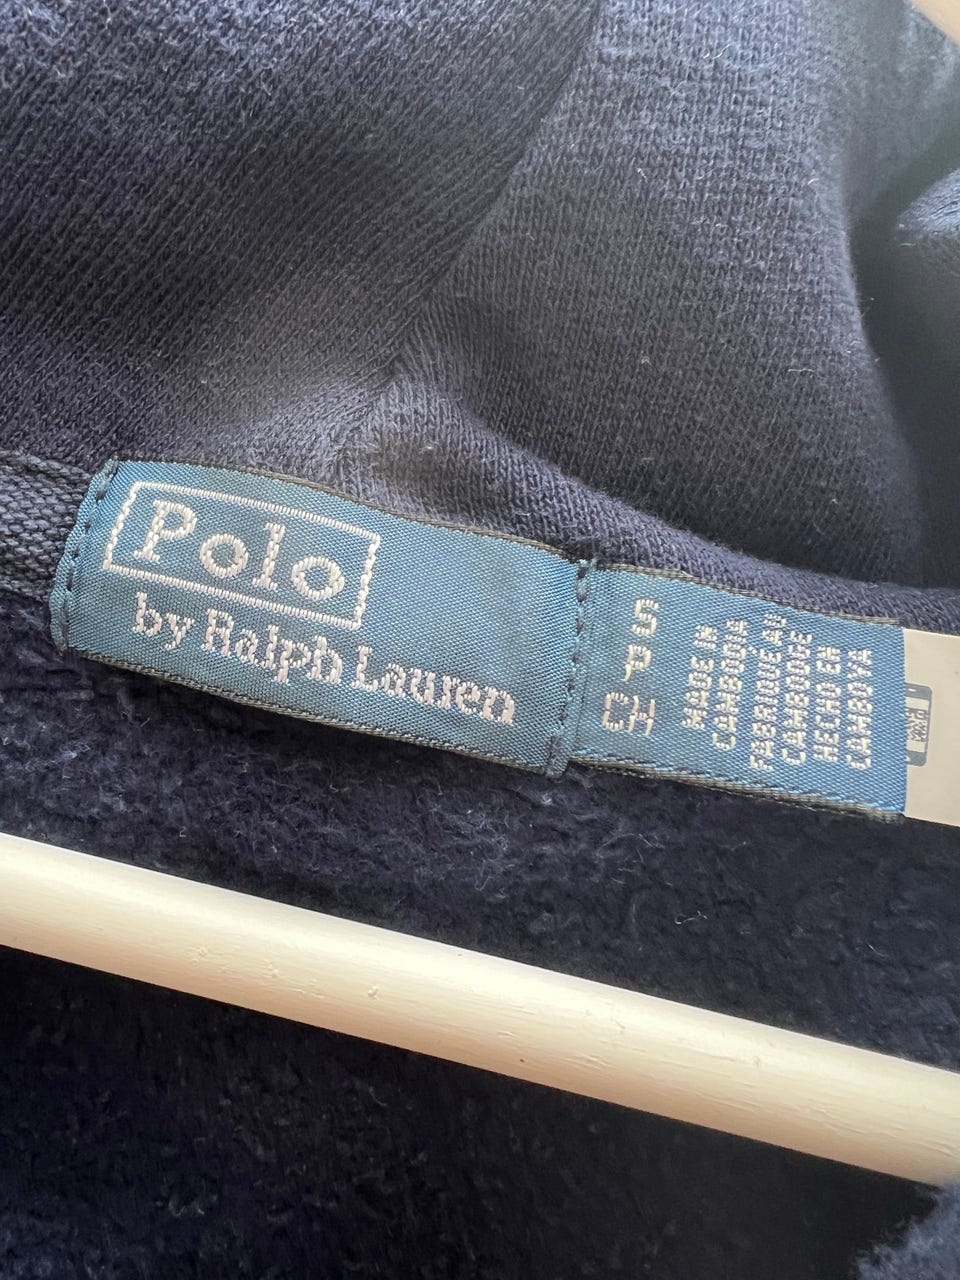 Polo
by Ralph Lauren
S
P
CH
MADE IN
CAMBODIA
FABRIQUE AU
CAMBODGE
HECHO EN
CAMBOYA